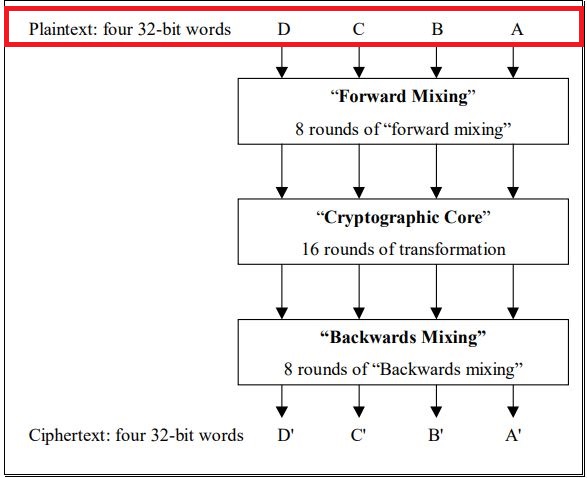 Plaintext: four 32-bit words D C B A
“Forward Mixing”
8 rounds of “forward mixing”
“Cryptographic Core”
16 rounds of transformation
“Backwards Mixing”
8 rounds of “Backwards mixing”
Ciphertext: four 32-bit words D' C' B' A'